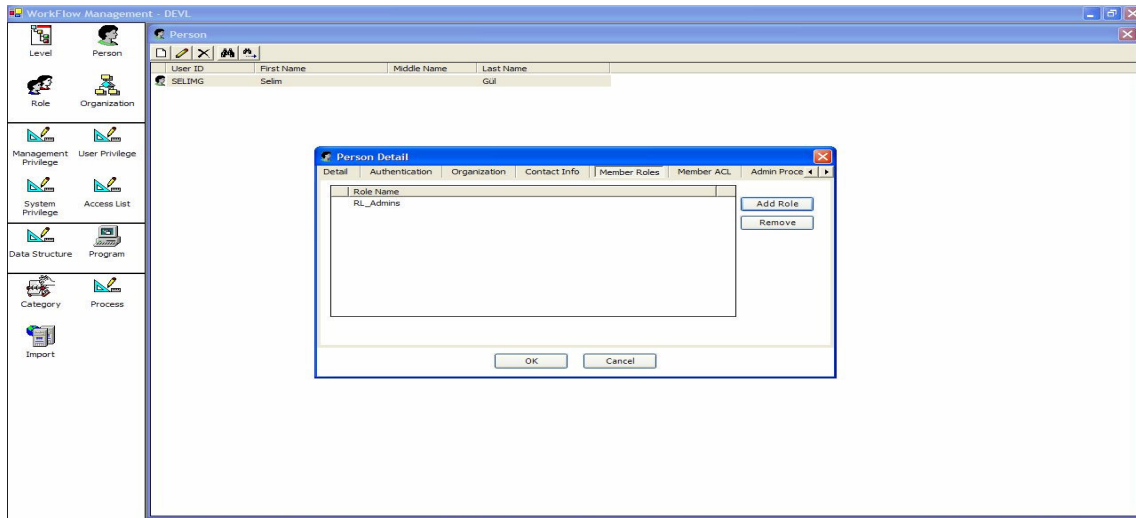 WorkFlow Management - DEVL
Level
Person
Role
Organization
Management Privilege
User Privilege
System Privilege
Access List
Data Structure
Program
Category
Process
Import
Person
User ID First Name Middle Name Last Name
SELIMG Selim Gül
Person Detail
Detail Authentication Organization Contact Info Member Roles Member ACL Admin Proce
Role Name
RL_Admins
Add Role
Remove
OK Cancel